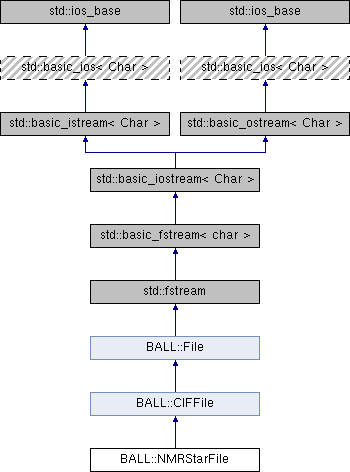 std::ios_base std::ios_base
std::basic_ios< Char > std::basic_ios< Char >
std::basic_istream< Char > std::basic_ostream< Char >
std::basic_iostream< Char >
std::basic_fstream< char >
std::fstream
BALL::File
BALL::CIFFile
BALL::NMRStarFile